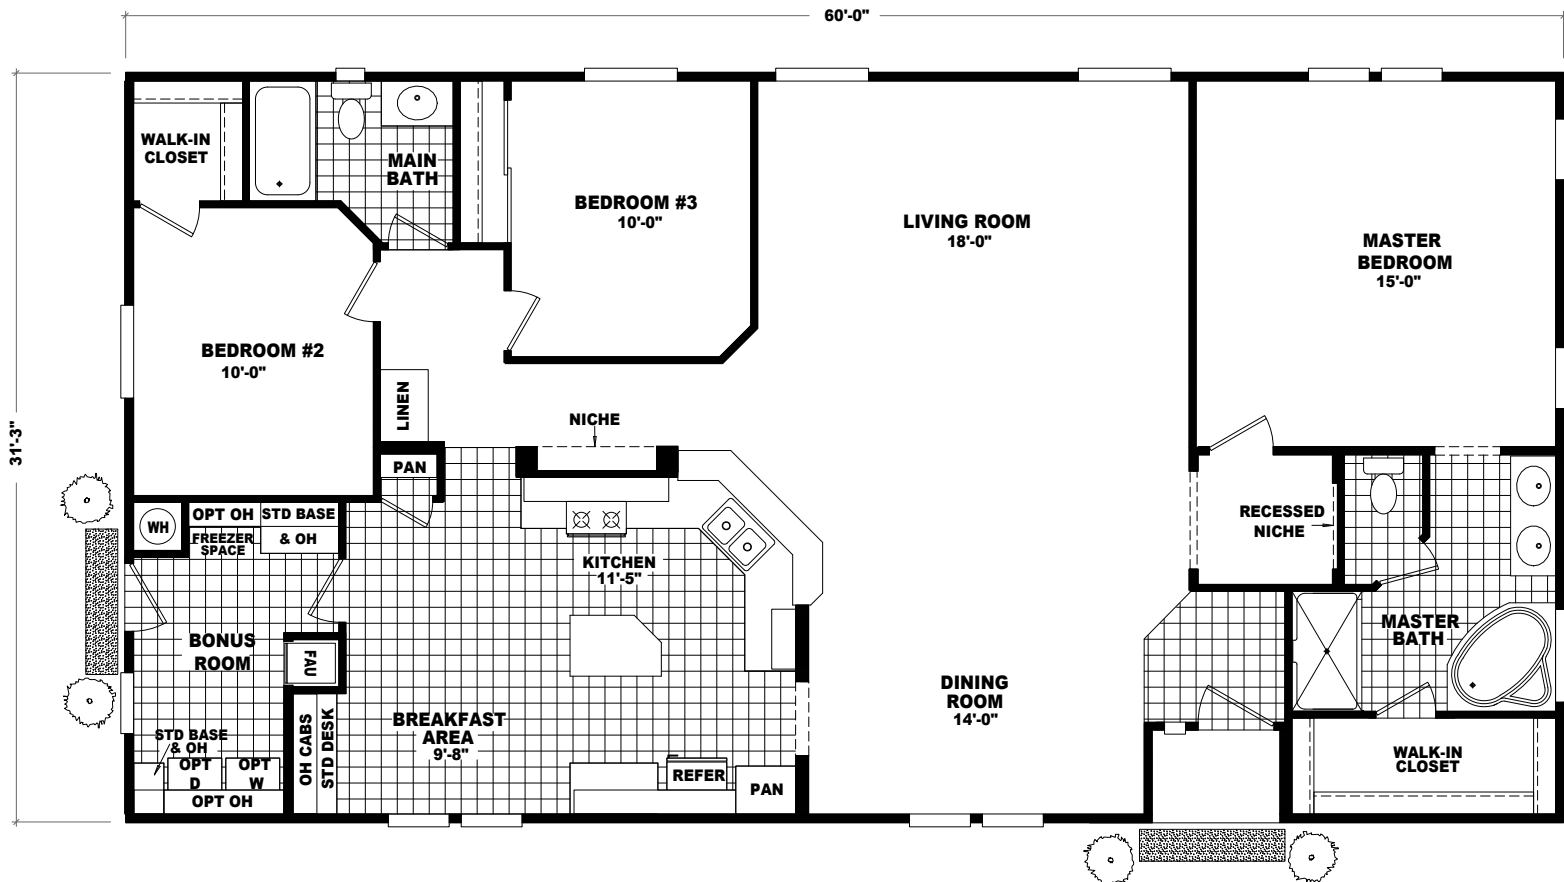 60'-0"
31'-3"
WALK-IN
CLOSET
MAIN
BATH
BEDROOM #3
10'-0"
LIVING ROOM
18'-0"
MASTER
BEDROOM
15'-0"
BEDROOM #2
10'-0"
LINEN
NICHE
PAN
WH
OPT OH
STD BASE
& OH
FREEZER
SPACE
KITCHEN
11'-5"
RECESSED
NICHE
BONUS
ROOM
FAU
MASTER
BATH
DINING
ROOM
14'-0"
BREAKFAST
AREA
9'-8"
OH CABS
STD DESK
STD BASE
& OH
OPT
D
OPT
W
OPT OH
REFER
PAN
WALK-IN
CLOSET